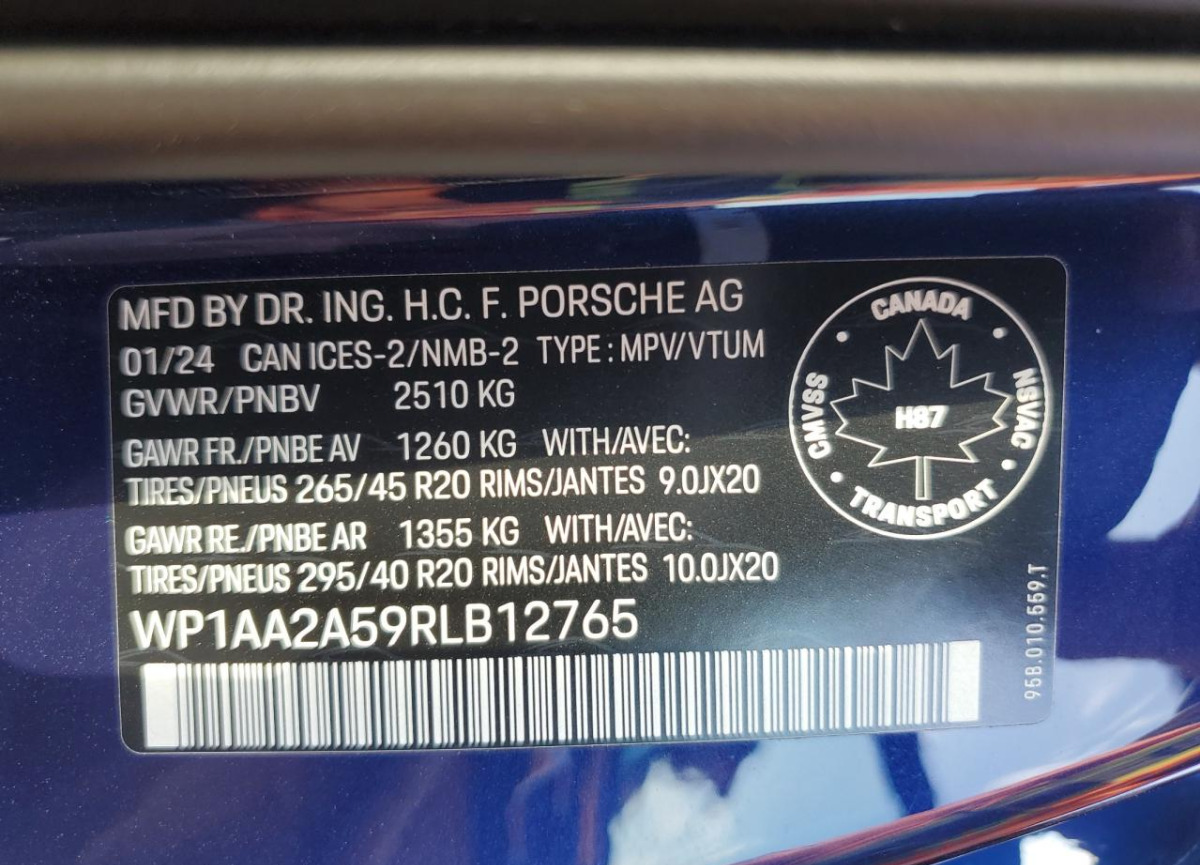 MFD BY DR. ING. H.C. F. PORSCHE AG
01/24 CAN ICES-2/NMB-2 TYPE : MPV/VTUM
GVWR/PNBV 2510 KG
GAWR FR./PNBE AV 1260 KG WITH/AVEC:
TIRES/PNEUS 265/45 R20 RIMS/JANTES 9.0JX20
GAWR RE./PNBE AR 1355 KG WITH/AVEC:
TIRES/PNEUS 295/40 R20 RIMS/JANTES 10.0JX20
WP1AA2A59RLB12765
CANADA
CMVSS
H87
NSVAC
TRANSPORT
95B.010.559.T